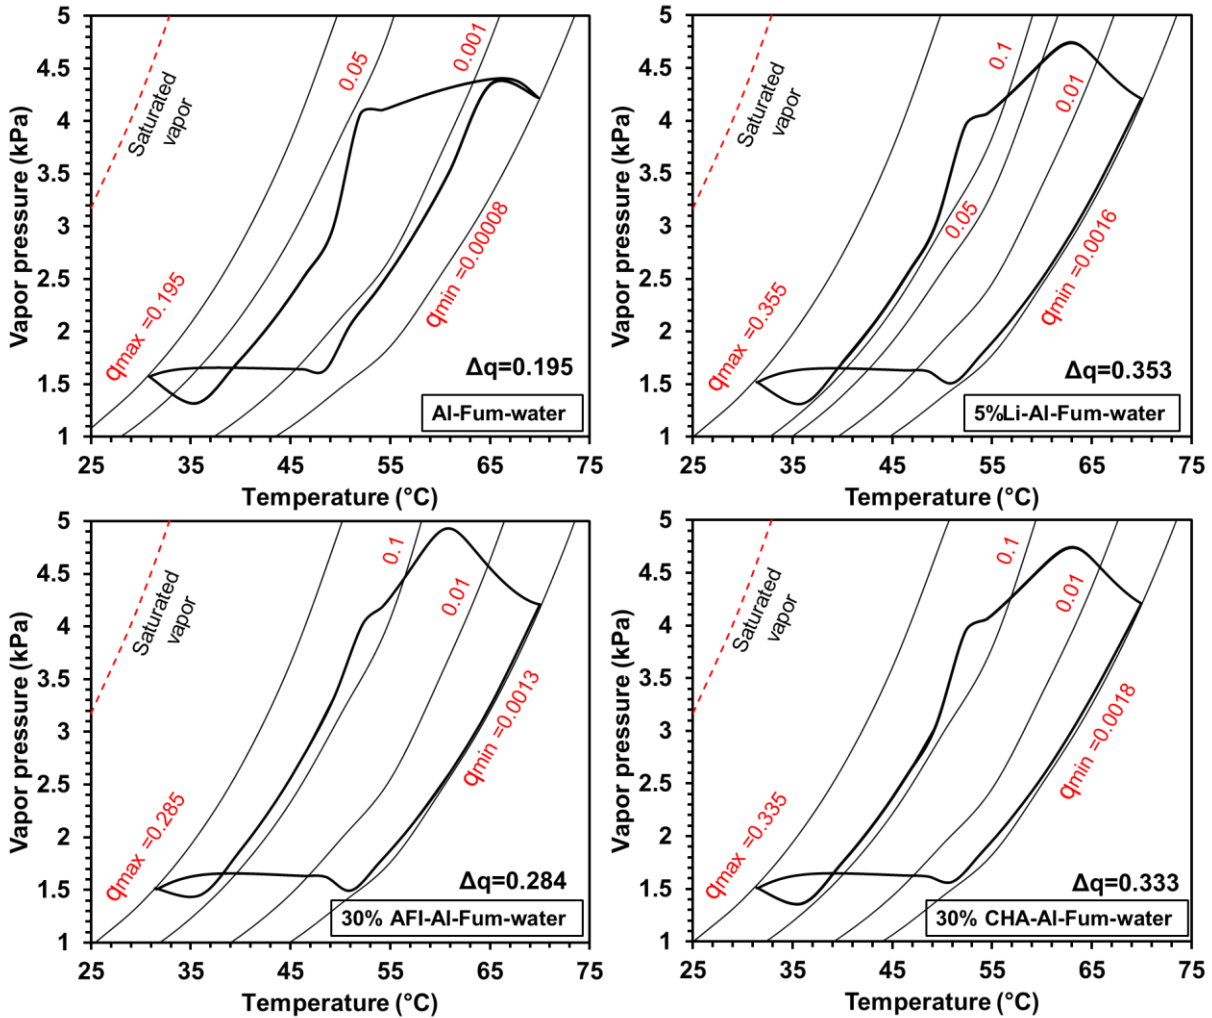 5
4.5
4
3.5
3
2.5
2
1.5
1
Vapor pressure (kPa)
Saturated
vapor
0.05
0.001
qmax =0.195
qmin =0.00008
Δq=0.195
Al-Fum-water
25
35
45
55
65
75
Temperature (°C)
5
4.5
4
3.5
3
2.5
2
1.5
1
Vapor pressure (kPa)
Saturated
vapor
0.1
0.01
0.05
qmax =0.355
qmin =0.0016
Δq=0.353
5%Li-Al-Fum-water
25
35
45
55
65
75
Temperature (°C)
5
4.5
4
3.5
3
2.5
2
1.5
1
Vapor pressure (kPa)
Saturated
vapor
0.1
0.01
qmax =0.285
qmin =0.0013
Δq=0.284
30% AFI-Al-Fum-water
25
35
45
55
65
75
Temperature (°C)
5
4.5
4
3.5
3
2.5
2
1.5
1
Vapor pressure (kPa)
Saturated
vapor
0.1
0.01
qmax =0.335
qmin =0.0018
Δq=0.333
30% CHA-Al-Fum-water
25
35
45
55
65
75
Temperature (°C)